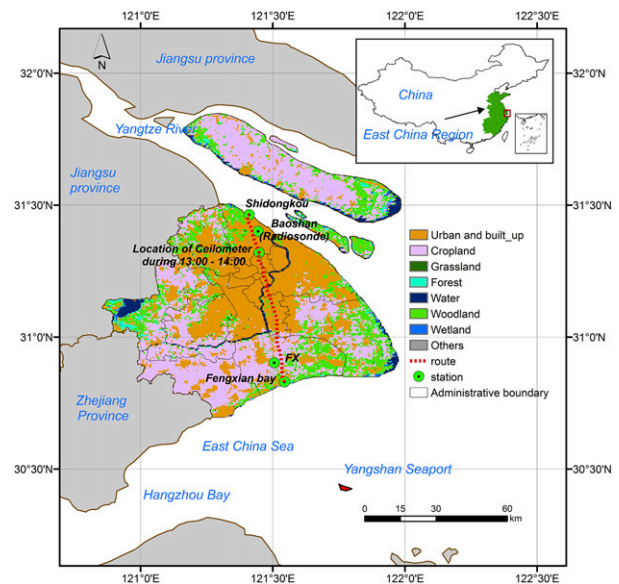 121°0'E
121°30'E
122°0'E
122°30'E
N
Jiangsu province
China
East China Region
32°0'N
32°0'N
Yangtze River
Jiangsu
province
Shidongkou
Baoshan
(Radiosonde)
Location of Ceilometer
during 13:00 - 14:00
31°30'N
31°30'N
Urban and built_up
Cropland
Grassland
Forest
Water
Woodland
Wetland
Others
route
station
Administrative boundary
31°0'N
31°0'N
FX
Fengxian bay
Zhejiang
Province
East China Sea
Yangshan Seaport
30°30'N
30°30'N
Hangzhou Bay
0 15 30 60
km
121°0'E
121°30'E
122°0'E
122°30'E